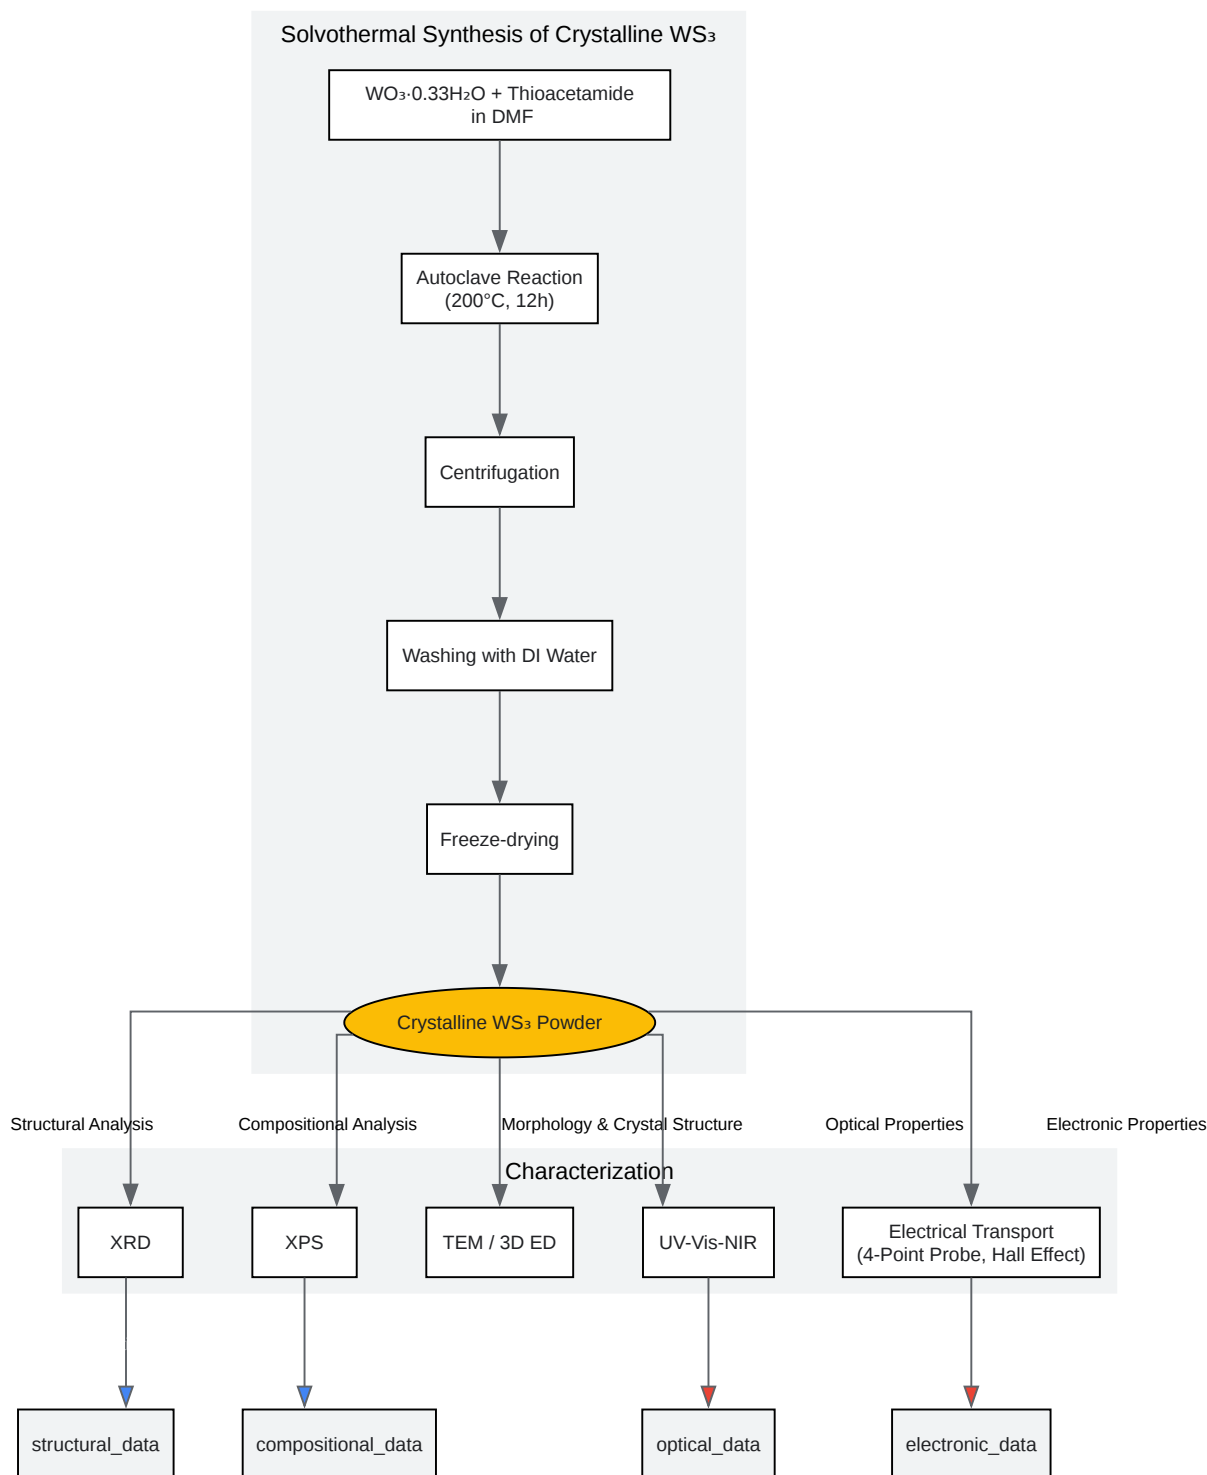 Solvothermal Synthesis of Crystalline WS₃
WO₃·0.33H₂O + Thioacetamide
in DMF
Autoclave Reaction
(200°C, 12h)
Centrifugation
Washing with DI Water
Freeze-drying
Crystalline WS₃ Powder
Structural Analysis
Compositional Analysis
Morphology & Crystal Structure
Optical Properties
Electronic Properties
Characterization
XRD
XPS
TEM / 3D ED
UV-Vis-NIR
Electrical Transport
(4-Point Probe, Hall Effect)
structural_data
compositional_data
optical_data
electronic_data